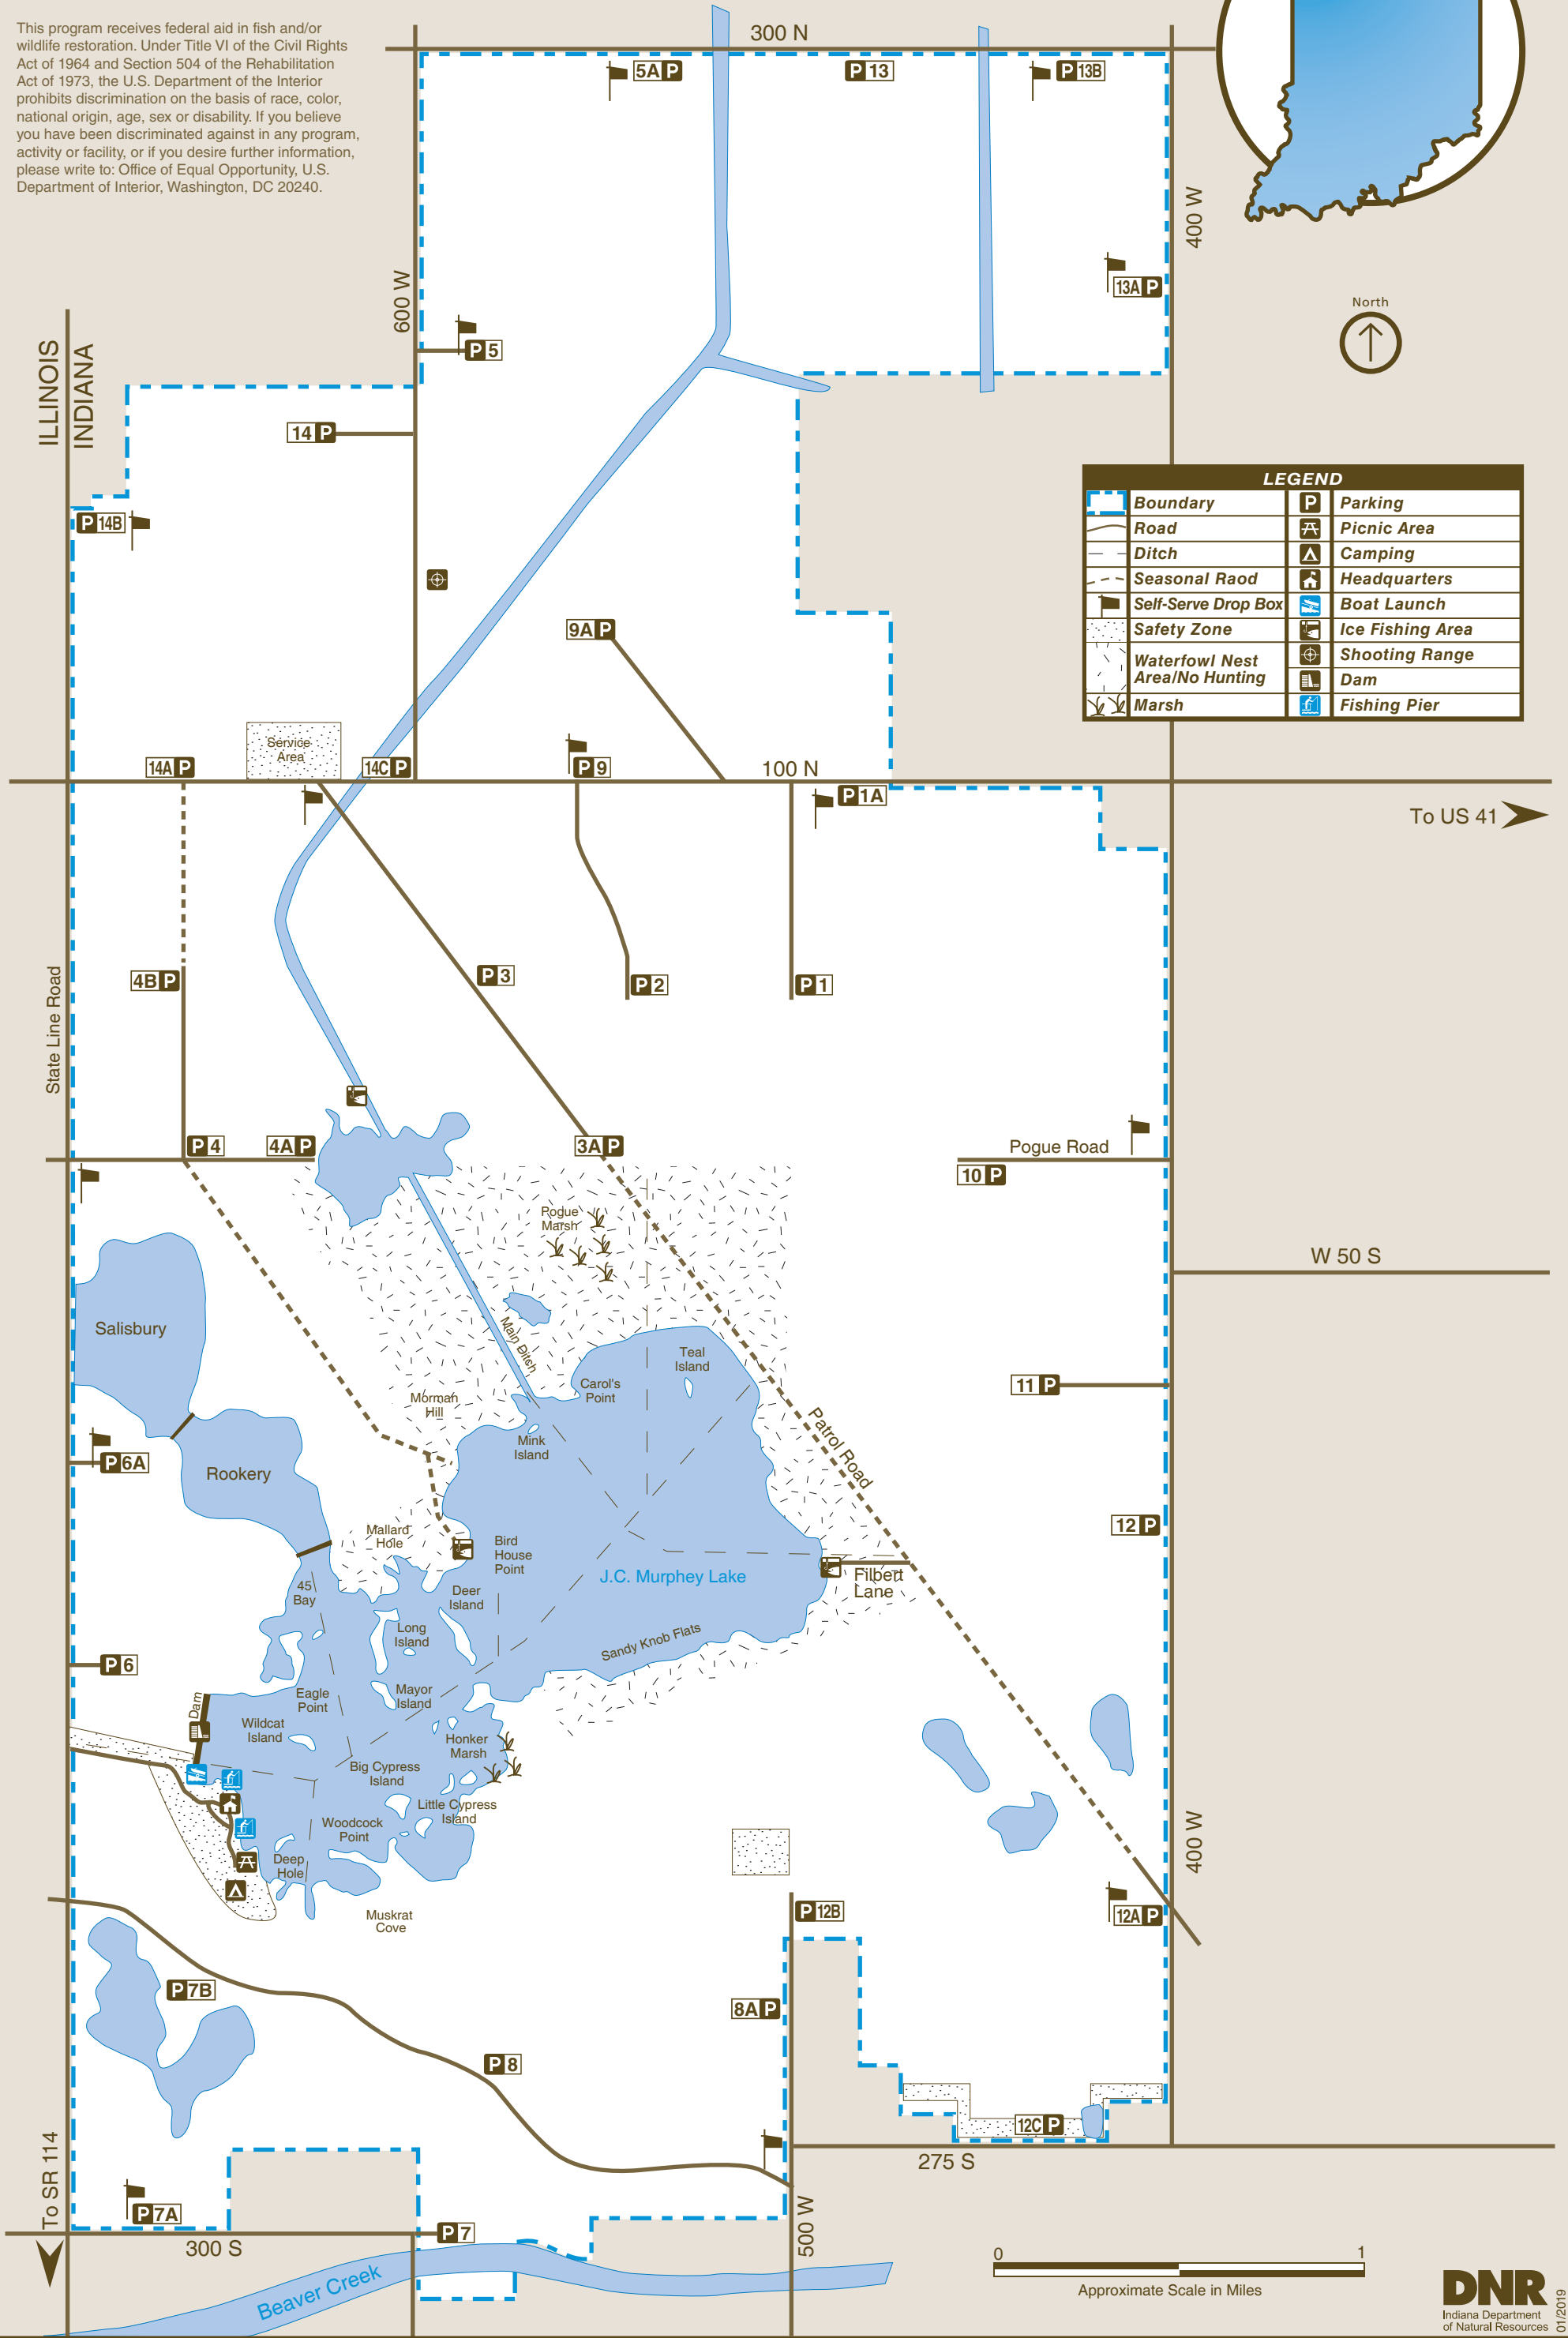 This program receives federal aid in fish and/or
wildlife restoration. Under Title VI of the Civil Rights
Act of 1964 and Section 504 of the Rehabilitation
Act of 1973, the U.S. Department of the Interior
prohibits discrimination on the basis of race, color,
national origin, age, sex or disability. If you believe
you have been discriminated against in any program,
activity or facility, or if you desire further information,
please write to: Office of Equal Opportunity, U.S.
Department of Interior, Washington, DC 20240.
300 N
5A P
P 13
P 13B
400 W
13A P
North
600 W
P 5
ILLINOIS
INDIANA
14 P
P 14B
LEGEND
Boundary
Road
Ditch
Seasonal Raod
Self-Serve Drop Box
Safety Zone
Waterfowl Nest
Area/No Hunting
Marsh
P Parking
Picnic Area
Camping
Headquarters
Boat Launch
Ice Fishing Area
Shooting Range
Dam
Fishing Pier
9A P
Service
Area
14A P
14C P
P 9
100 N
P 1A
To US 41
State Line Road
4B P
P 3
P 2
P 1
P 4
4A P
3A P
Pogue Road
10 P
Pogue
Marsh
W 50 S
Salisbury
Main Ditch
Teal
Island
Carol's
Point
11 P
Morman
Hill
Mink
Island
Patrol Road
P 6A
Rookery
12 P
Mallard
Hole
Bird
House
Point
J.C. Murphey Lake
Filbert
Lane
45
Bay
Deer
Island
Long
Island
Sandy Knob Flats
P 6
Eagle
Point
Mayor
Island
Dam
Wildcat
Island
Honker
Marsh
Big Cypress
Island
Little Cypress
Island
Woodcock
Point
Deep
Hole
400 W
Muskrat
Cove
P 12B
12A P
P 7B
8A P
P 8
12C P
275 S
To SR 114
P 7A
P 7
300 S
500 W
Beaver Creek
0 1
Approximate Scale in Miles
DNR
Indiana Department
of Natural Resources
01/2019